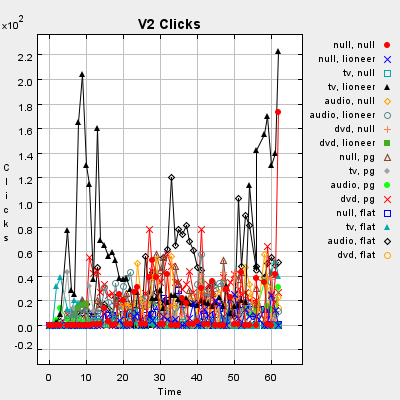 V2 Clicks
×10²
2.2
2.0
1.8
1.6
1.4
1.2
1.0
0.8
0.6
0.4
0.2
0.0
-0.2
Clicks
0
10
20
30
40
50
60
Time
null, null
null, lioneer
tv, null
tv, lioneer
audio, null
audio, lioneer
dvd, null
dvd, lioneer
null, pg
tv, pg
audio, pg
dvd, pg
null, flat
tv, flat
audio, flat
dvd, flat